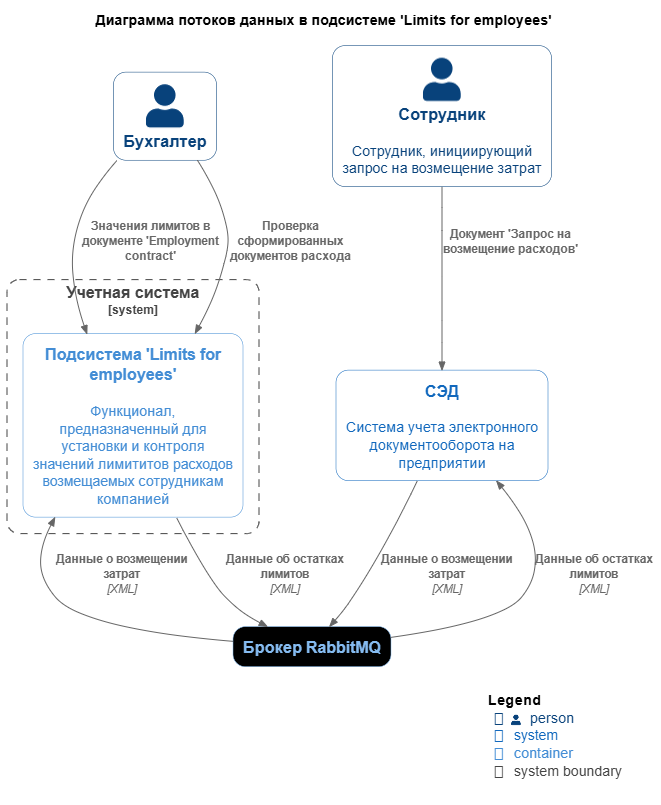 Диаграмма потоков данных в подсистеме 'Limits for employees'
Бухгалтер
Сотрудник
Сотрудник, инициирующий
запрос на возмещение затрат
Значения лимитов в
документе 'Employment
contract'
Проверка
сформированных
документов расхода
Документ 'Запрос на
возмещение расходов'
Учетная система
[system]
Подсистема 'Limits for
employees'
Функционал,
предназначенный для
установки и контроля
значений лимититов расходов
возмещаемых сотрудникам
компанией
СЭД
Система учета электронного
документооборота на
предприятии
Данные о возмещении
затрат
[XML]
Данные об остатках
лимитов
[XML]
Данные о возмещении
затрат
[XML]
Данные об остатках
лимитов
[XML]
Брокер RabbitMQ
Legend
person
system
container
system boundary